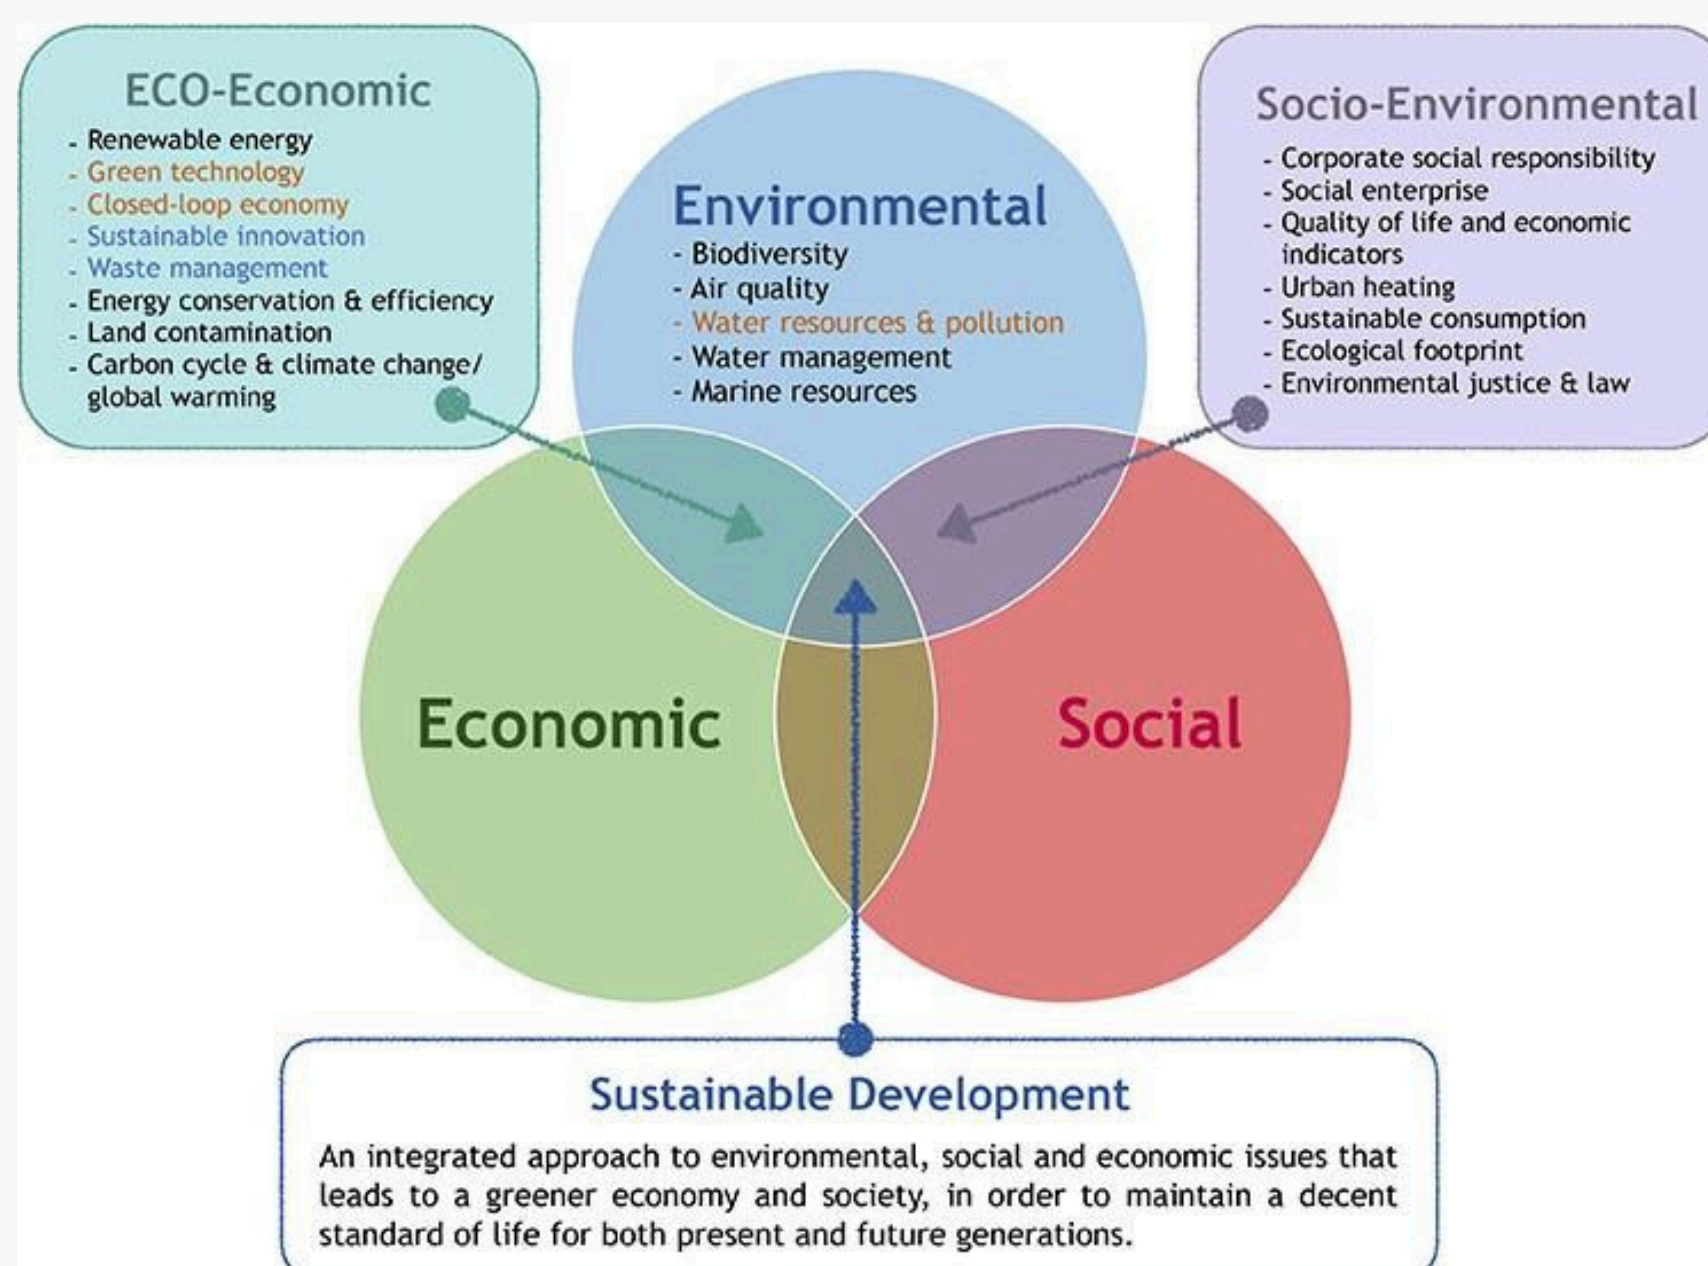 ECO-Economic
- Renewable energy
- Green technology
- Closed-loop economy
- Sustainable innovation
- Waste management
- Energy conservation & efficiency
- Land contamination
- Carbon cycle & climate change/
global warming
Environmental
- Biodiversity
- Air quality
- Water resources & pollution
- Water management
- Marine resources
Socio-Environmental
- Corporate social responsibility
- Social enterprise
- Quality of life and economic
indicators
- Urban heating
- Sustainable consumption
- Ecological footprint
- Environmental justice & law
Economic
Social
Sustainable Development
An integrated approach to environmental, social and economic issues that
leads to a greener economy and society, in order to maintain a decent
standard of life for both present and future generations.